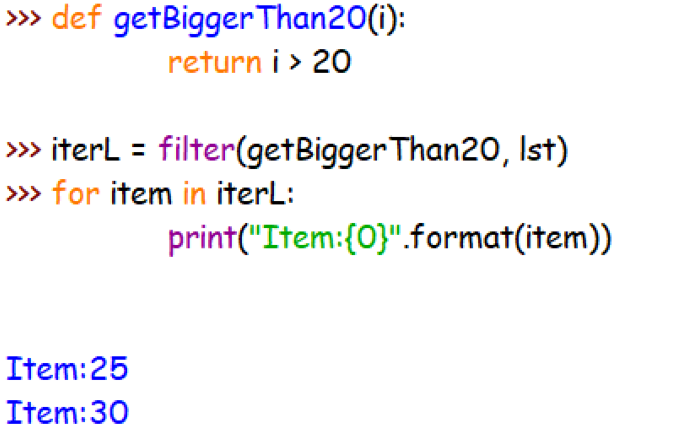 >>> def getBiggerThan20(i):
return i > 20
>>> iterL = filter(getBiggerThan20, lst)
>>> for item in iterL:
print("Item:{0}".format(item))
Item:25
Item:30